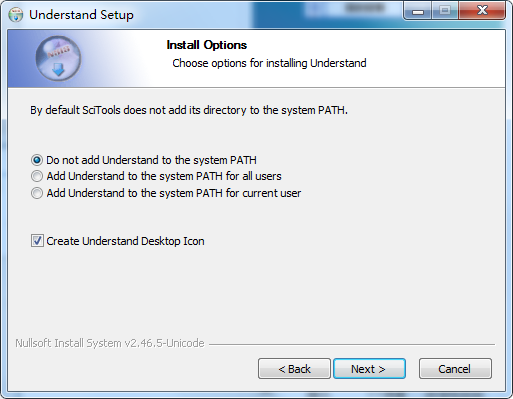 Understand Setup
Install Options
Choose options for installing Understand
By default SciTools does not add its directory to the system PATH.
Do not add Understand to the system PATH
Add Understand to the system PATH for all users
Add Understand to the system PATH for current user
Create Understand Desktop Icon
Nullsoft Install System v2.46.5-Unicode
< Back
Next >
Cancel